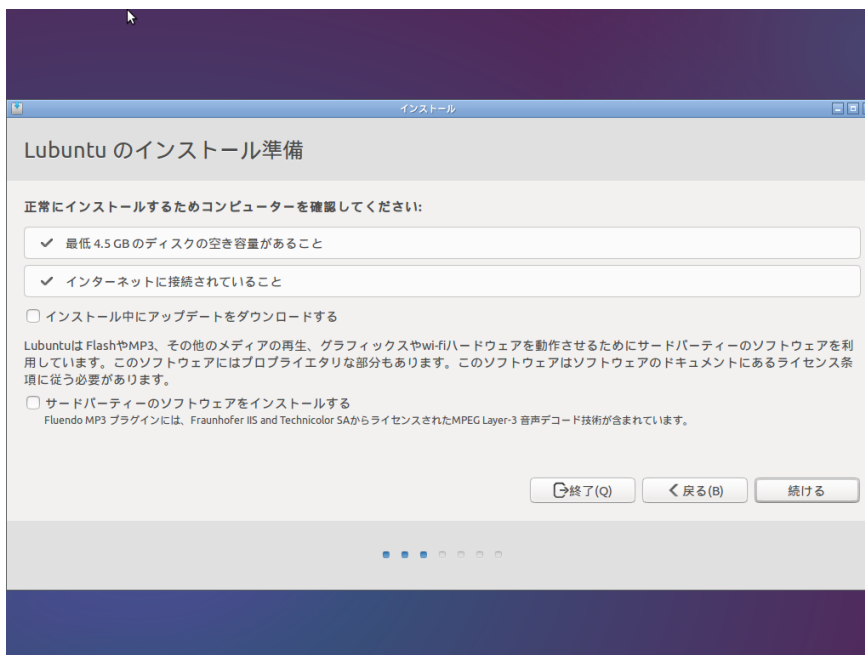 インストール
Lubuntu のインストール準備
正常にインストールするためコンピューターを確認してください:
最低 4.5 GB のディスクの空き容量があること
インターネットに接続されていること
インストール中にアップデートをダウンロードする
Lubuntuは FlashやMP3、その他のメディアの再生、グラフィックスやwi-fiハードウェアを動作させるためにサードパーティーのソフトウェアを利
用しています。このソフトウェアにはプロプライエタリな部分もあります。このソフトウェアはソフトウェアのドキュメントにあるライセンス条
項に従う必要があります。
サードパーティーのソフトウェアをインストールする
Fluendo MP3 プラグインには、Fraunhofer IIS and Technicolor SAからライセンスされたMPEG Layer-3 音声デコード技術が含まれています。
終了(Q) 戻る(B) 続ける